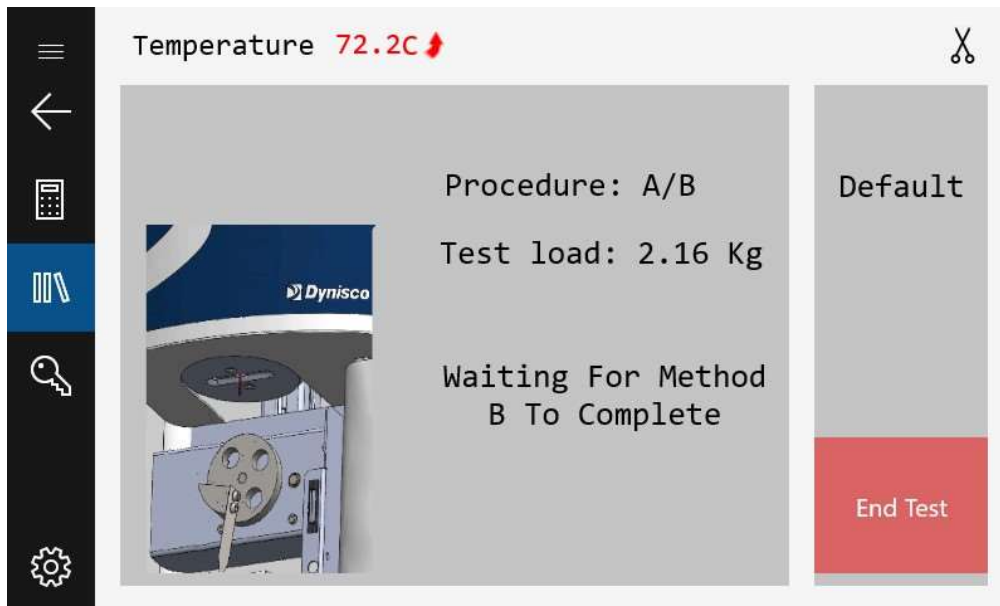 Temperature 72.2C
Procedure: A/B
Default
Test load: 2.16 Kg
Dynisco
Waiting For Method
B To Complete
End Test